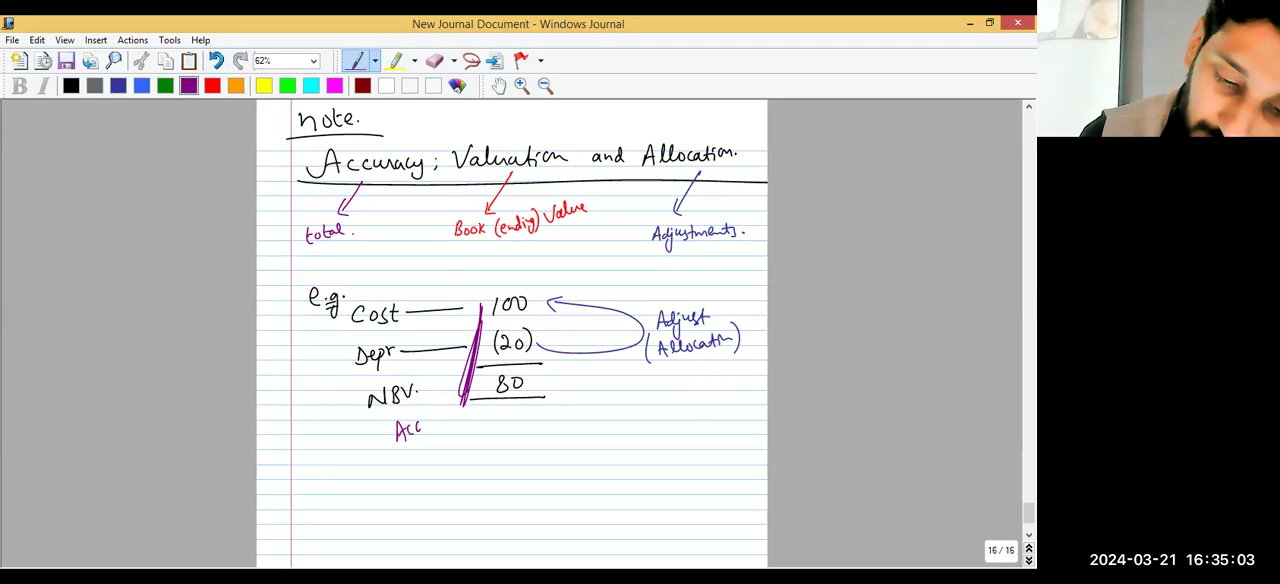 New Journal Document - Windows Journal
File Edit View Insert Actions Tools Help
62%
B I
Note.
Accuracy; Valuation and Allocation.
total. Book (endig) Value Adjustments.
e.g. Cost 100
Depr (20)
Adjust
(Allocatn)
NBV. 80
Acc
16 / 16
2024-03-21 16:35:03